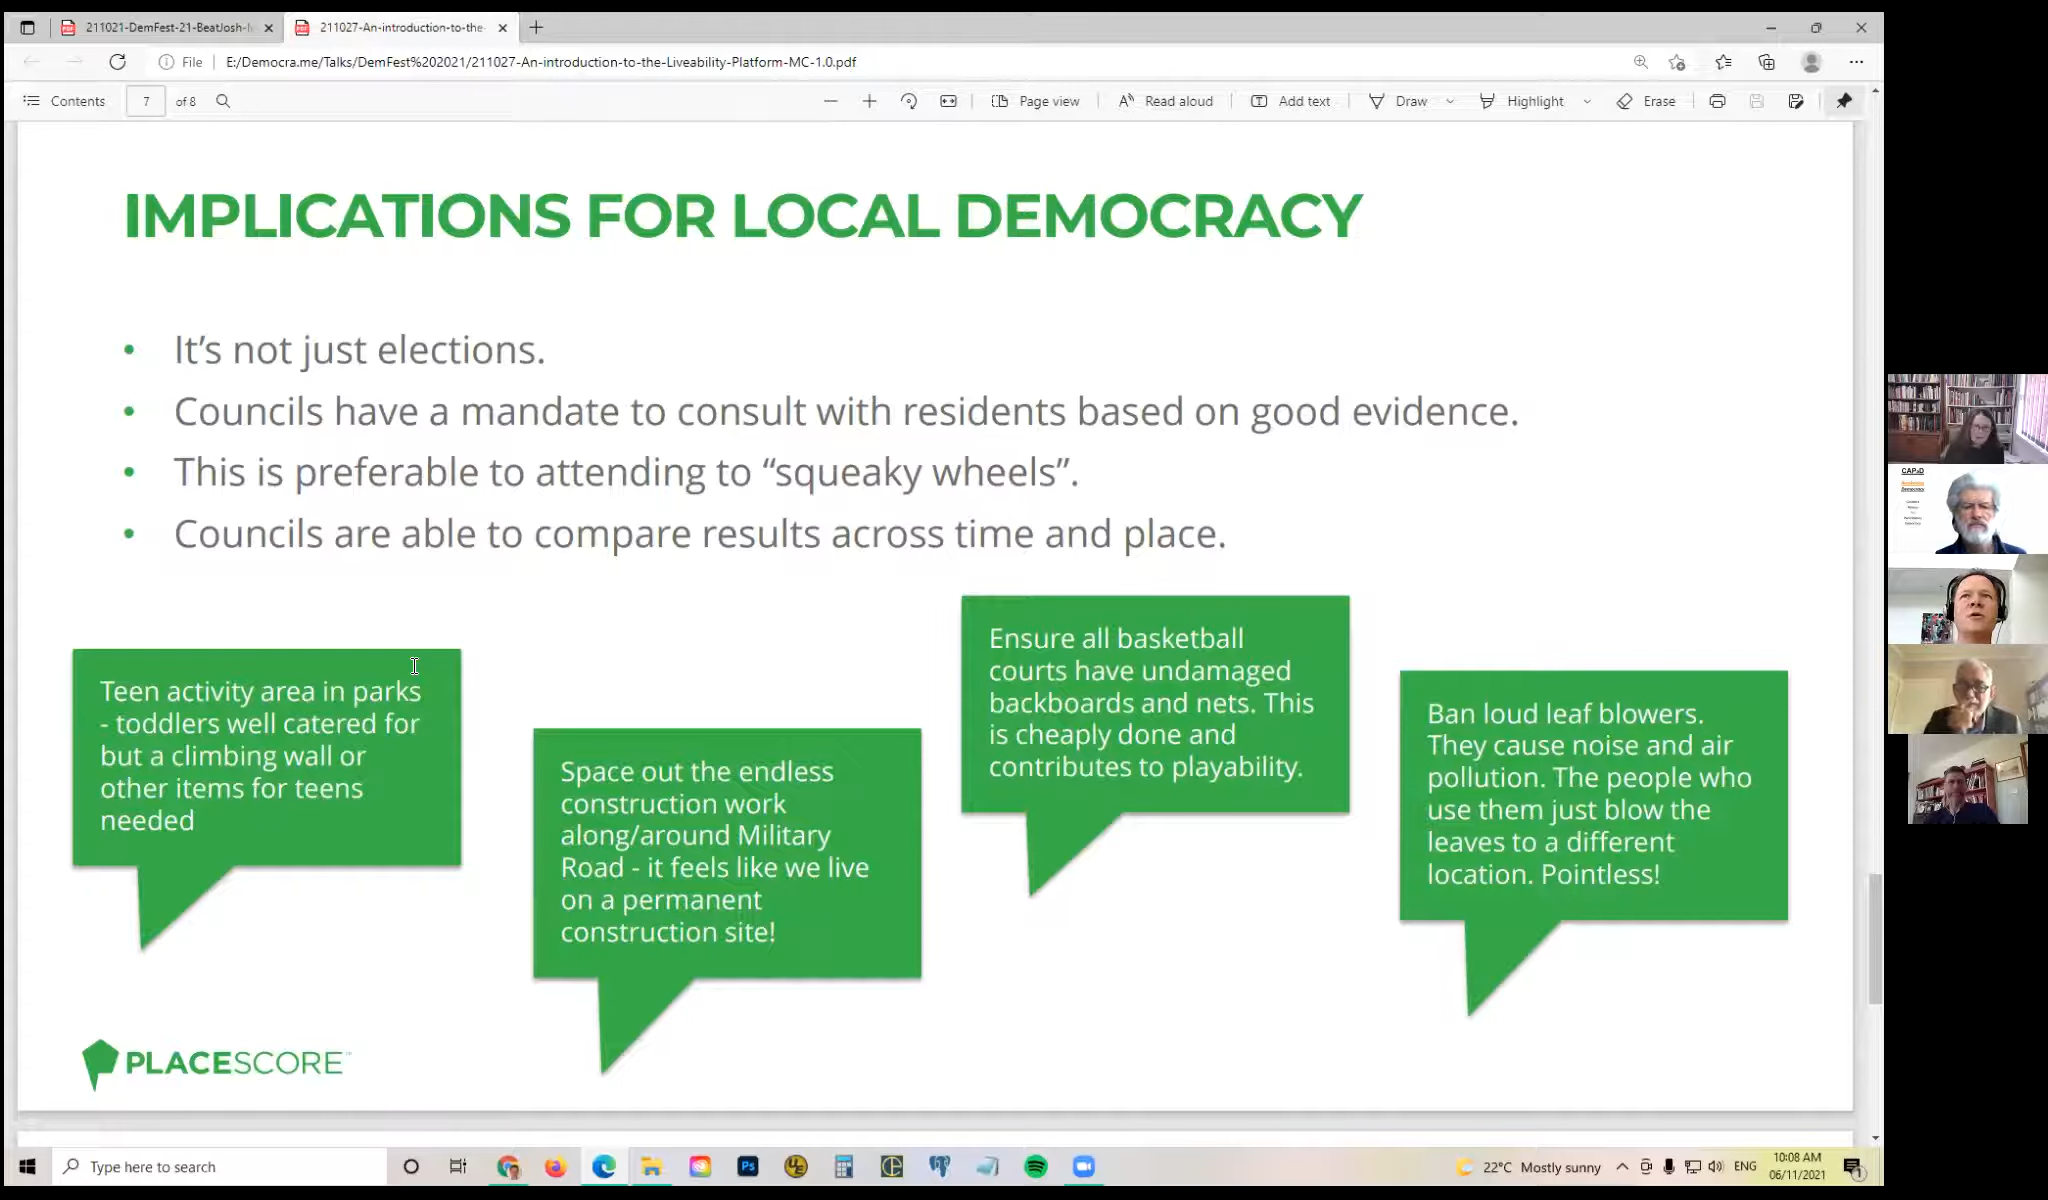 211021-DemFest-21-BeatJosh-
211027-An-introduction-to-the-
File
E:/Democra.me/Talks/DemFest%202021/211027-An-introduction-to-the-Liveability-Platform-MC-1.0.pdf
Contents
7
of 8
Page view
Read aloud
Add text
Draw
Highlight
Erase
IMPLICATIONS FOR LOCAL DEMOCRACY
• It’s not just elections.
• Councils have a mandate to consult with residents based on good evidence.
• This is preferable to attending to “squeaky wheels”.
• Councils are able to compare results across time and place.
Teen activity area in parks
- toddlers well catered for
but a climbing wall or
other items for teens
needed
Space out the endless
construction work
along/around Military
Road - it feels like we live
on a permanent
construction site!
Ensure all basketball
courts have undamaged
backboards and nets. This
is cheaply done and
contributes to playability.
Ban loud leaf blowers.
They cause noise and air
pollution. The people who
use them just blow the
leaves to a different
location. Pointless!
PLACESCORE
CAPaD
Democracy
Type here to search
Ps
22°C Mostly sunny
ENG
10:08 AM
06/11/2021